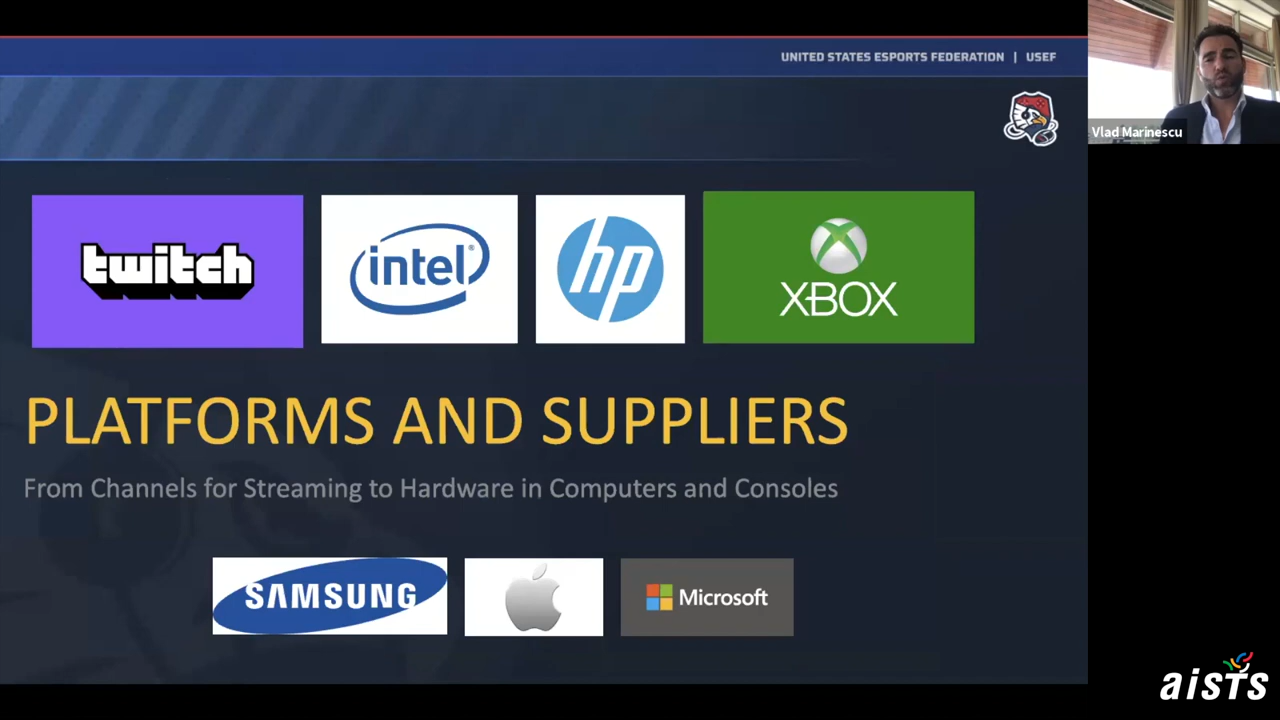 UNITED STATES ESPORTS FEDERATION | USEF
Vlad Marinescu
twitch
intel®
hp
XBOX
PLATFORMS AND SUPPLIERS
From Channels for Streaming to Hardware in Computers and Consoles
SAMSUNG
Microsoft
aisTs